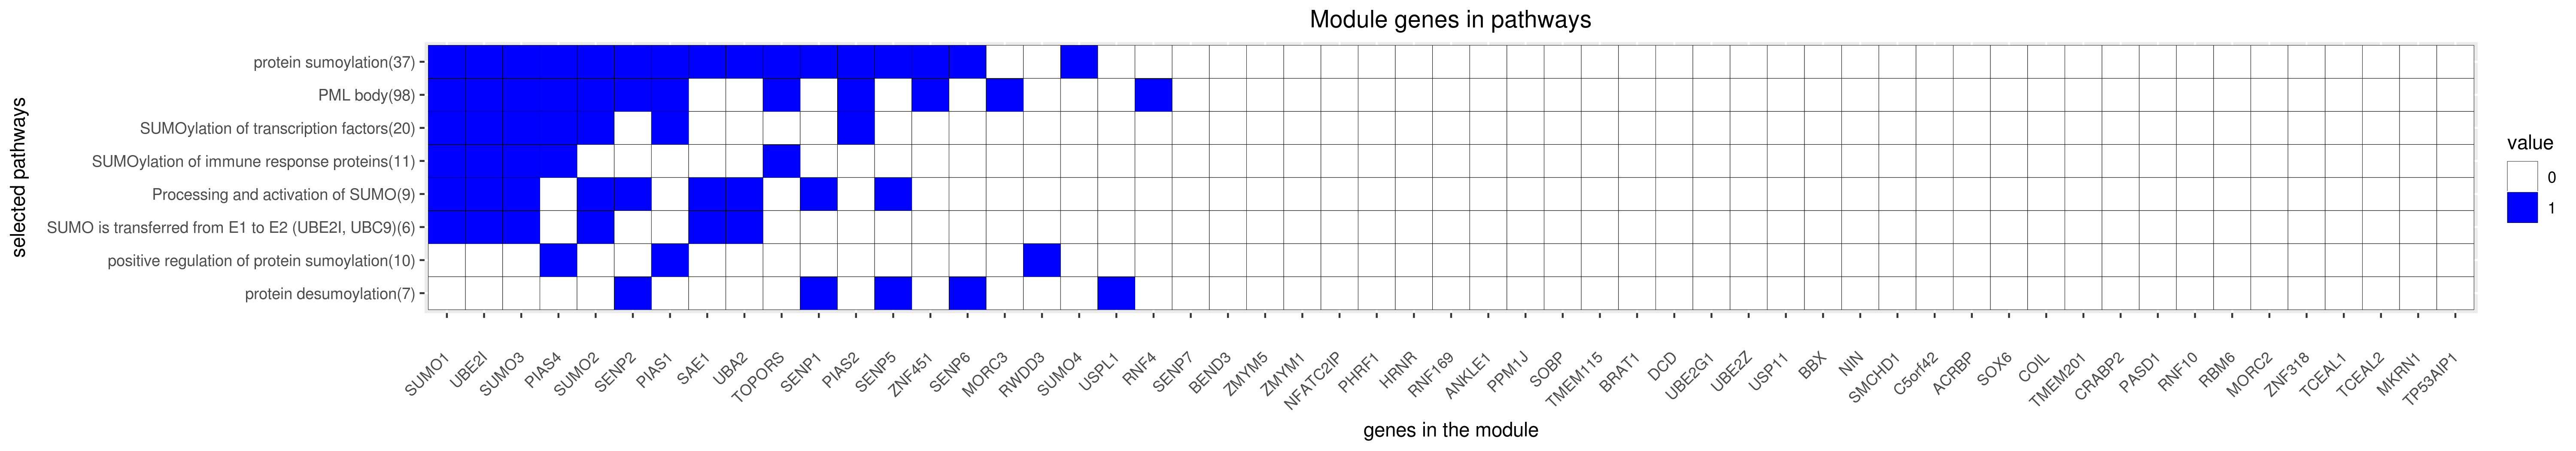 Module genes in pathways
selected pathways
protein sumoylation(37)
PML body(98)
SUMOylation of transcription factors(20)
SUMOylation of immune response proteins(11)
Processing and activation of SUMO(9)
SUMO is transferred from E1 to E2 (UBE2I, UBC9)(6)
positive regulation of protein sumoylation(10)
protein desumoylation(7)
value
0
1
SUMO1
UBE2I
SUMO3
PIAS4
SUMO2
SENP2
PIAS1
SAE1
UBA2
TOPORS
SENP1
PIAS2
SENP5
ZNF451
SENP6
MORC3
RWDD3
SUMO4
USPL1
RNF4
SENP7
BEND3
ZMYM5
ZMYM1
NFATC2IP
PHRF1
HRNR
RNF169
ANKLE1
PPM1J
SOBP
TMEM115
BRAT1
DCD
UBE2G1
UBE2Z
USP11
BBX
NIN
SMCHD1
C5orf42
ACRBP
SOX6
COIL
TMEM201
CRABP2
PASD1
RNF10
RBM6
MORC2
ZNF318
TCEAL1
TCEAL2
MKRN1
TP53AIP1
genes in the module